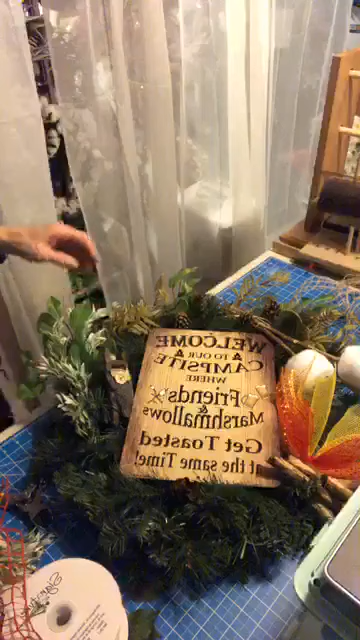 WELCOME
TO OUR
CAMPSITE
WHERE
Friends
&
Marshmallows
Get Toasted
at the same Time!